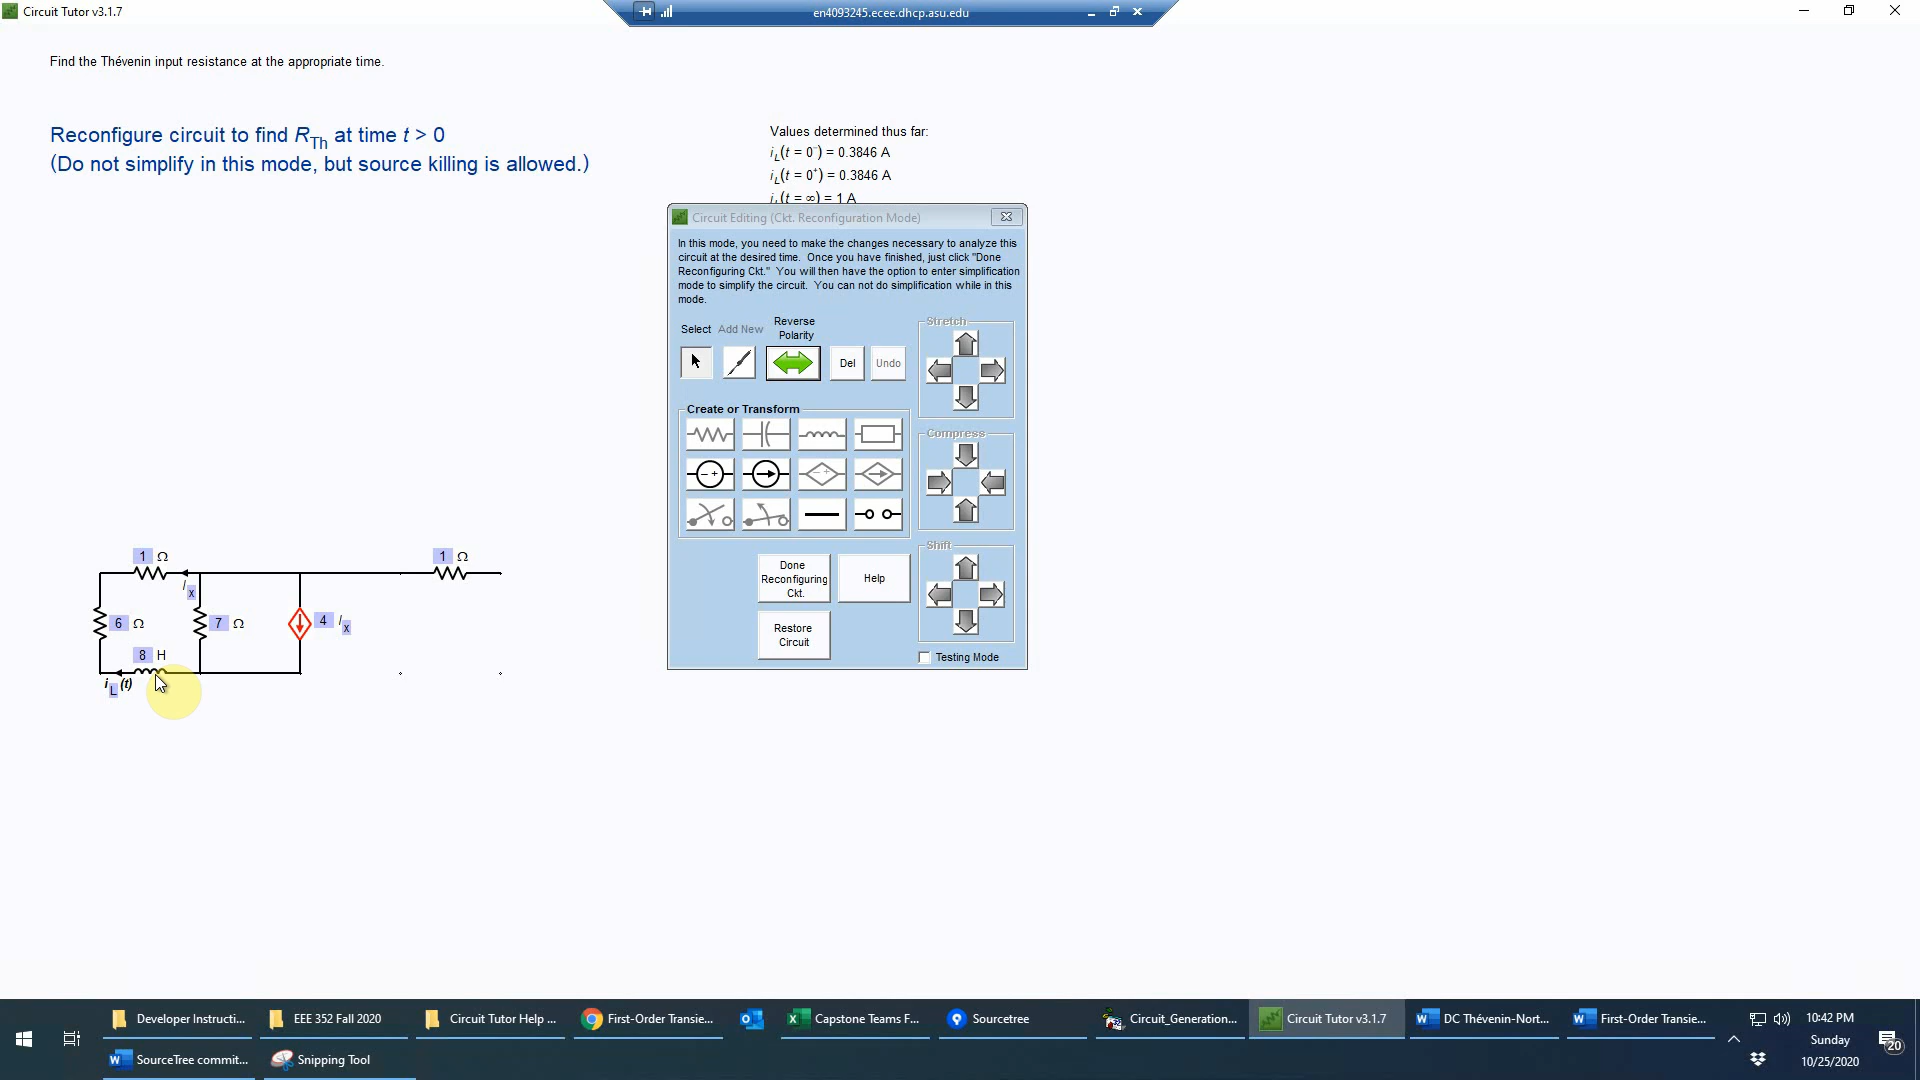 Circuit Tutor v3.1.7
en4093245.ecee.dhcp.asu.edu
Find the Thévenin input resistance at the appropriate time.
Reconfigure circuit to find RTh at time t > 0
(Do not simplify in this mode, but source killing is allowed.)
Values determined thus far:
iL(t = 0⁻) = 0.3846 A
iL(t = 0⁺) = 0.3846 A
iL(t = ∞) = 1 A
Circuit Editing (Ckt. Reconfiguration Mode)
In this mode, you need to make the changes necessary to analyze this
circuit at the desired time. Once you have finished, just click "Done
Reconfiguring Ckt." You will then have the option to enter simplification
mode to simplify the circuit. You can not do simplification while in this
mode.
Select Add New Reverse Polarity
Del Undo
Stretch
Create or Transform
Compress
Shift
Done Reconfiguring Ckt.
Help
Restore Circuit
Testing Mode
1 Ω
1 Ω
Ix
6 Ω
7 Ω
4 Ix
8 H
iL(t)
Developer Instructi...
EEE 352 Fall 2020
Circuit Tutor Help ...
First-Order Transie...
Capstone Teams F...
Sourcetree
Circuit_Generation...
Circuit Tutor v3.1.7
DC Thévenin-Nort...
First-Order Transie...
SourceTree commit...
Snipping Tool
10:42 PM
Sunday
10/25/2020
20